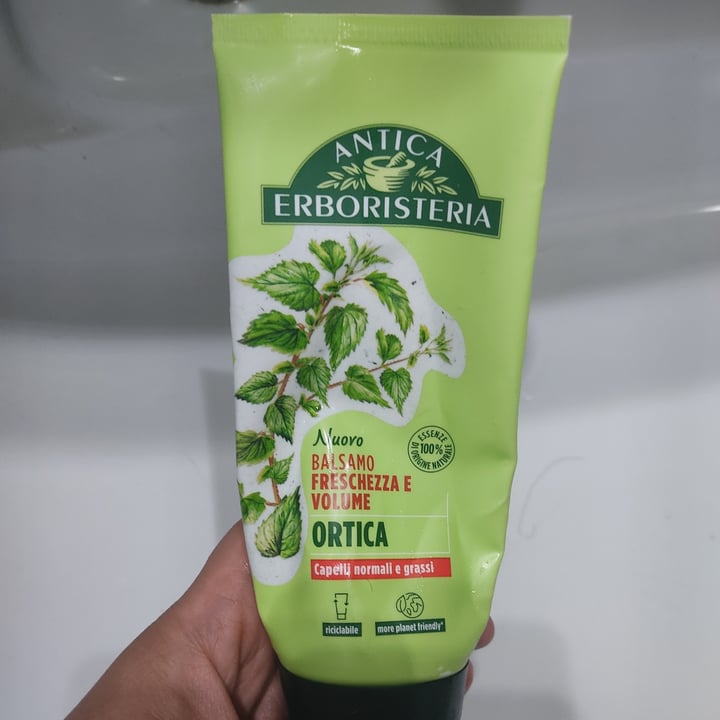 ANTICA
ERBORISTERIA
Nuovo
BALSAMO
FRESCHEZZA E
VOLUME
ORTICA
Capelli normali e grassi
ESSENZE
100%
DI ORIGINE NATURALE
riciclabile
more planet friendly*